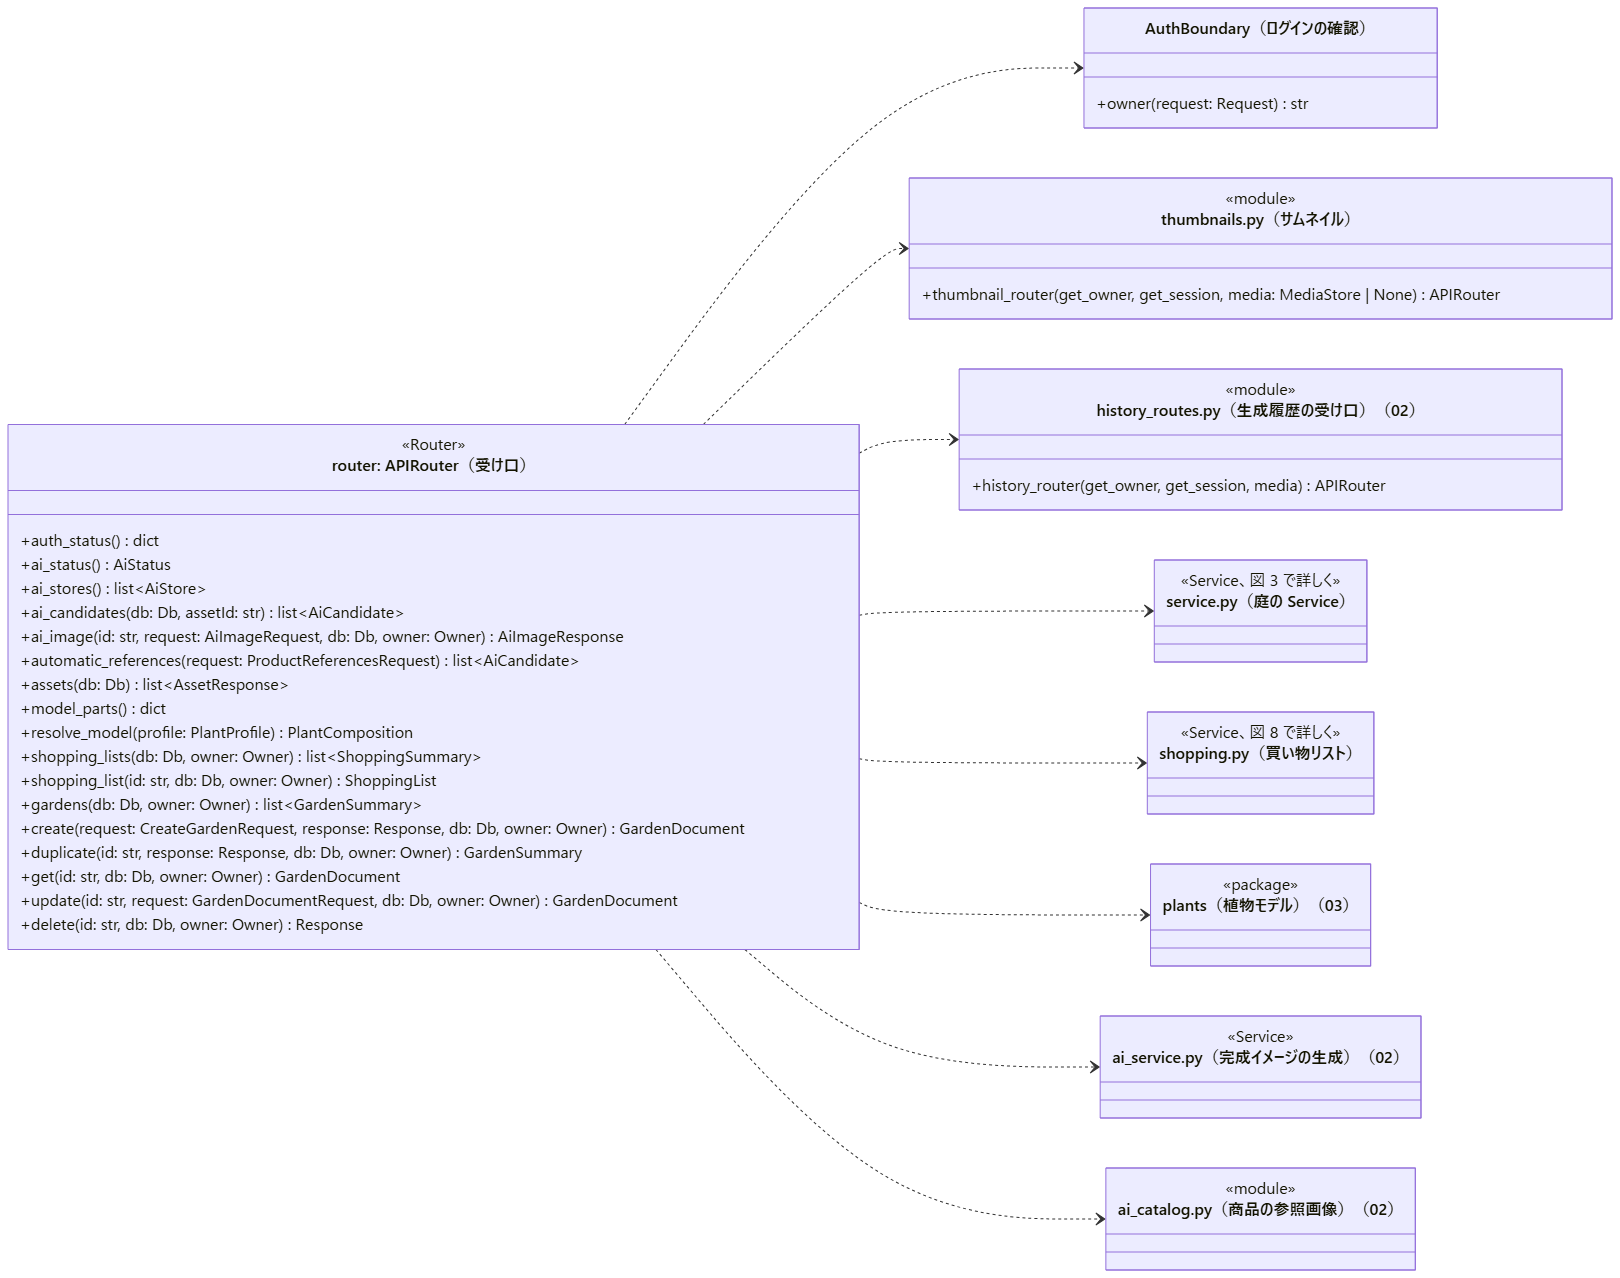 AuthBoundary（ログインの確認）
+owner(request: Request) : str
«module»
thumbnails.py（サムネイル）
+thumbnail_router(get_owner, get_session, media: MediaStore | None) : APIRouter
«module»
history_routes.py（生成履歴の受け口）（02）
+history_router(get_owner, get_session, media) : APIRouter
«Router»
router: APIRouter（受け口）
+auth_status() : dict
+ai_status() : AiStatus
+ai_stores() : list<AiStore>
+ai_candidates(db: Db, assetId: str) : list<AiCandidate>
+ai_image(id: str, request: AiImageRequest, db: Db, owner: Owner) : AiImageResponse
+automatic_references(request: ProductReferencesRequest) : list<AiCandidate>
+assets(db: Db) : list<AssetResponse>
+model_parts() : dict
+resolve_model(profile: PlantProfile) : PlantComposition
+shopping_lists(db: Db, owner: Owner) : list<ShoppingSummary>
+shopping_list(id: str, db: Db, owner: Owner) : ShoppingList
+gardens(db: Db, owner: Owner) : list<GardenSummary>
+create(request: CreateGardenRequest, response: Response, db: Db, owner: Owner) : GardenDocument
+duplicate(id: str, response: Response, db: Db, owner: Owner) : GardenSummary
+get(id: str, db: Db, owner: Owner) : GardenDocument
+update(id: str, request: GardenDocumentRequest, db: Db, owner: Owner) : GardenDocument
+delete(id: str, db: Db, owner: Owner) : Response
«Service、図 3 で詳しく»
service.py（庭の Service）
«Service、図 8 で詳しく»
shopping.py（買い物リスト）
«package»
plants（植物モデル）（03）
«Service»
ai_service.py（完成イメージの生成）（02）
«module»
ai_catalog.py（商品の参照画像）（02）